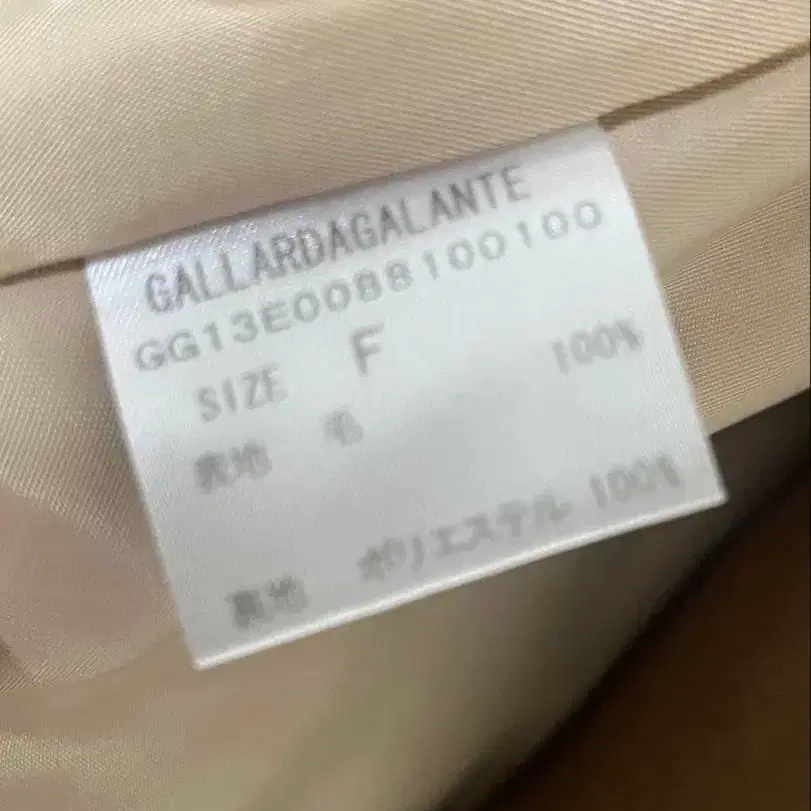 GALLARDAGALANTE
GG13E0088100100
SIZE F
表地 毛 100%
裏地 ポリエステル 100%